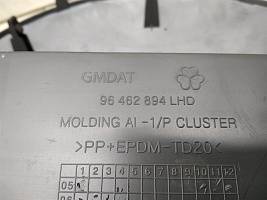 GMDAT
96 462 894 LHD
MOLDING AI -1/P CLUSTER
>PP+EPDM-TD20<
1 2 3 4 5 6 7 8 9 10 11 12
05